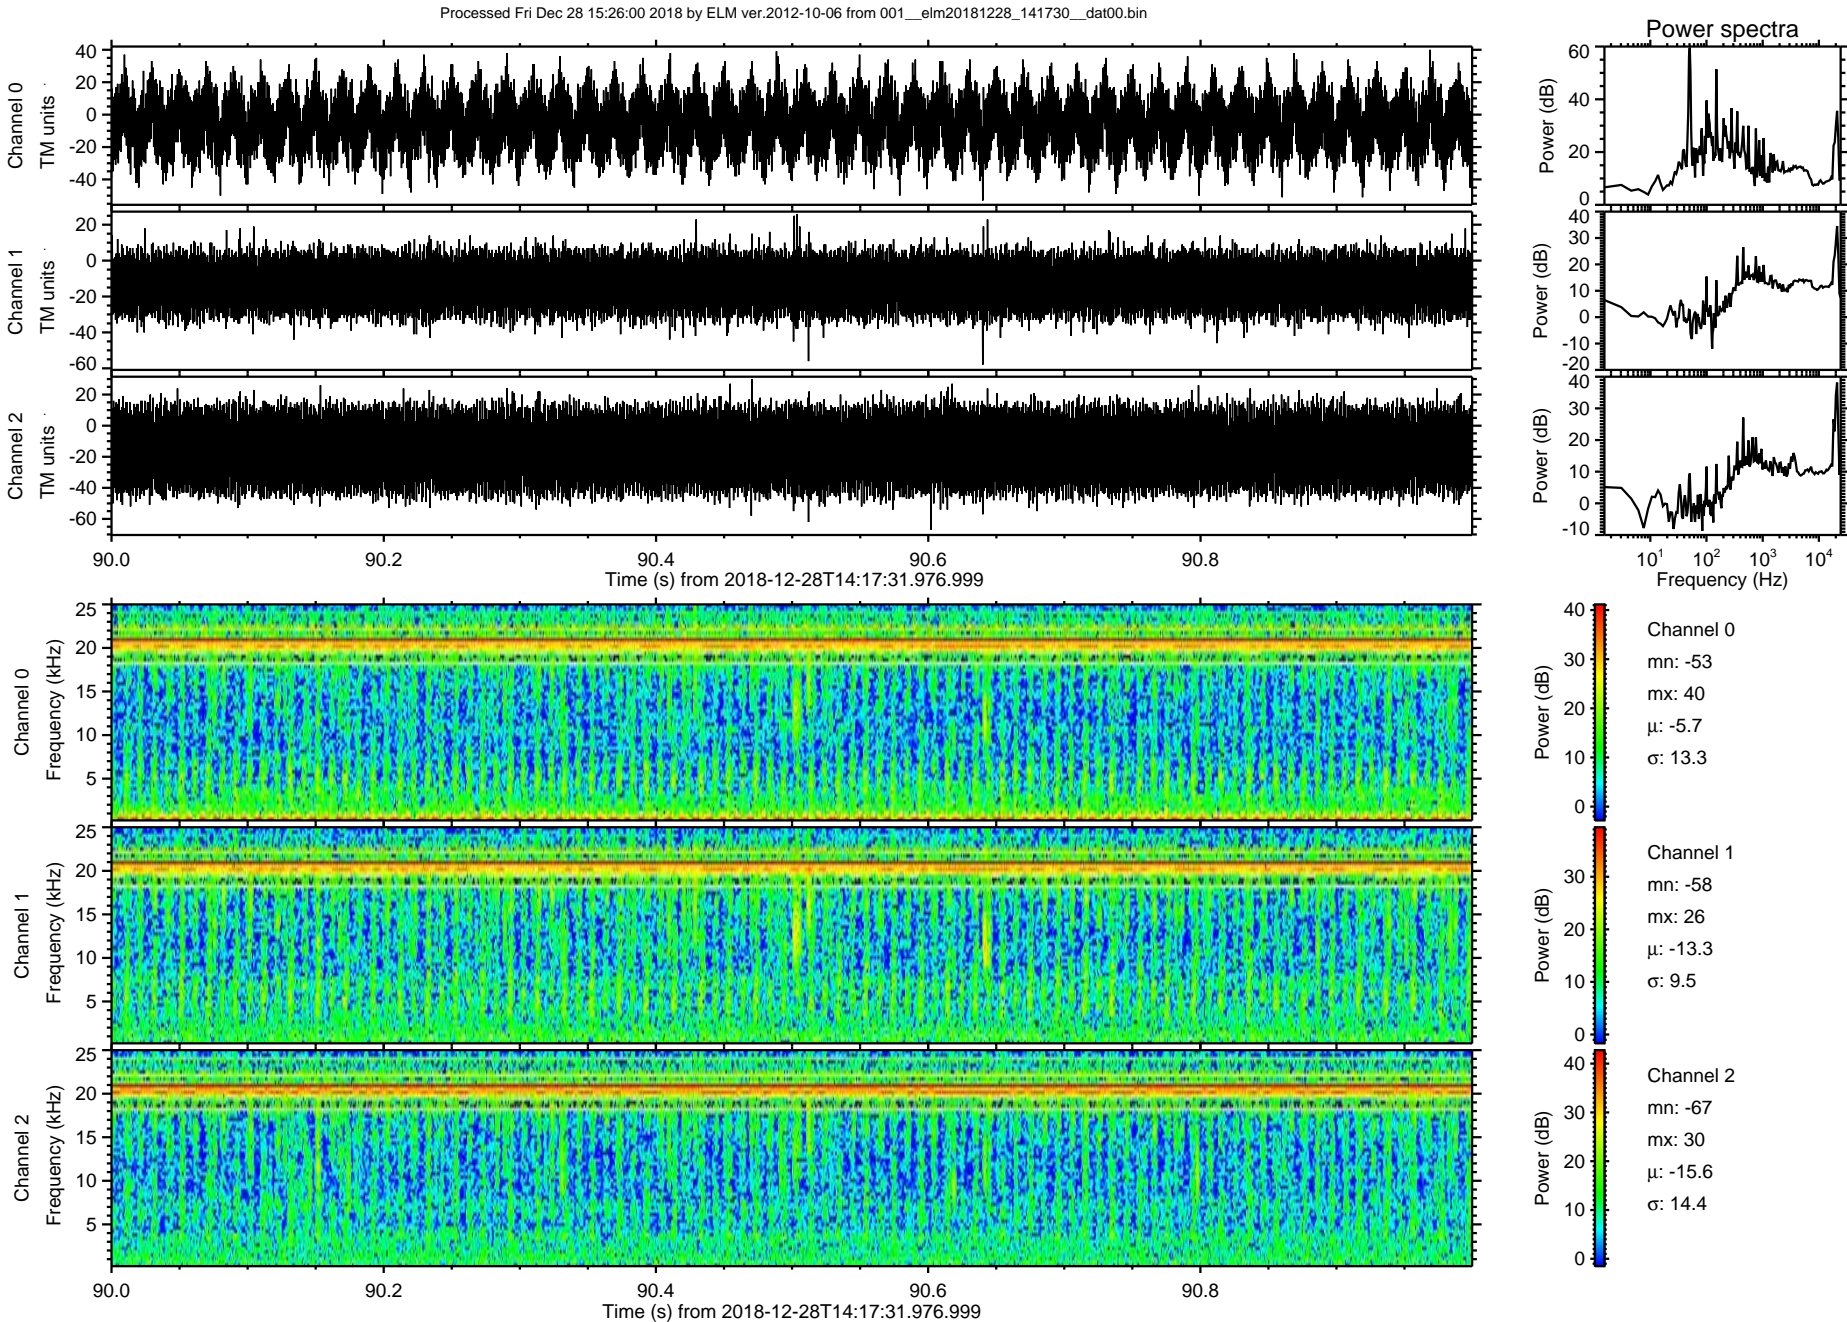 Processed Fri Dec 28 15:26:00 2018 by ELM ver.2012-10-06 from 001__elm20181228_141730__dat00.bin
Power spectra
Channel 0
TM units
40
20
0
-20
-40
Power (dB)
60
40
20
0
Channel 1
TM units
20
0
-20
-40
-60
Power (dB)
40
30
20
10
0
-10
-20
Channel 2
TM units
20
0
-20
-40
-60
Power (dB)
40
30
20
10
0
-10
90.0 90.2 90.4 90.6 90.8
Time (s) from 2018-12-28T14:17:31.976.999
10^1 10^2 10^3 10^4
Frequency (Hz)
Channel 0
Frequency (kHz)
25
20
15
10
5
Power (dB)
40
30
20
10
0
Channel 0
mn: -53
mx: 40
μ: -5.7
σ: 13.3
Channel 1
Frequency (kHz)
25
20
15
10
5
Power (dB)
30
20
10
0
Channel 1
mn: -58
mx: 26
μ: -13.3
σ: 9.5
Channel 2
Frequency (kHz)
25
20
15
10
5
Power (dB)
40
30
20
10
0
Channel 2
mn: -67
mx: 30
μ: -15.6
σ: 14.4
90.0 90.2 90.4 90.6 90.8
Time (s) from 2018-12-28T14:17:31.976.999